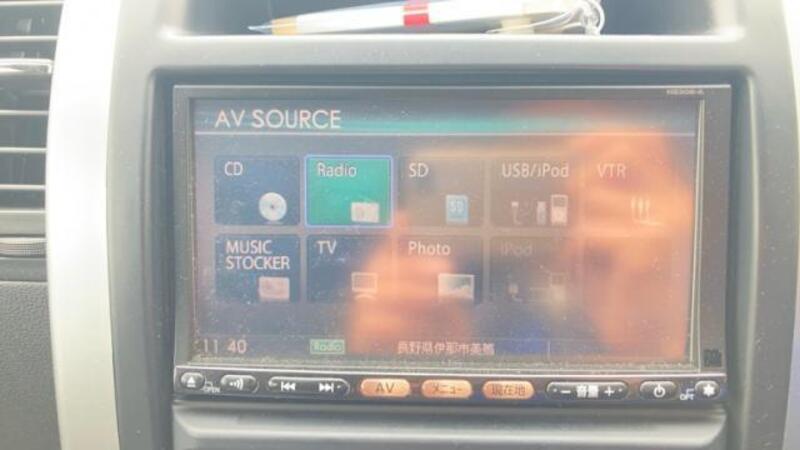 AV SOURCE
CD
Radio
SD
USB/iPod
VTR
MUSIC
STOCKER
TV
Photo
iPod
11 40
Radio
長野県伊那市美篶
OPEN
AV
メニュー
現在地
− 音量 +